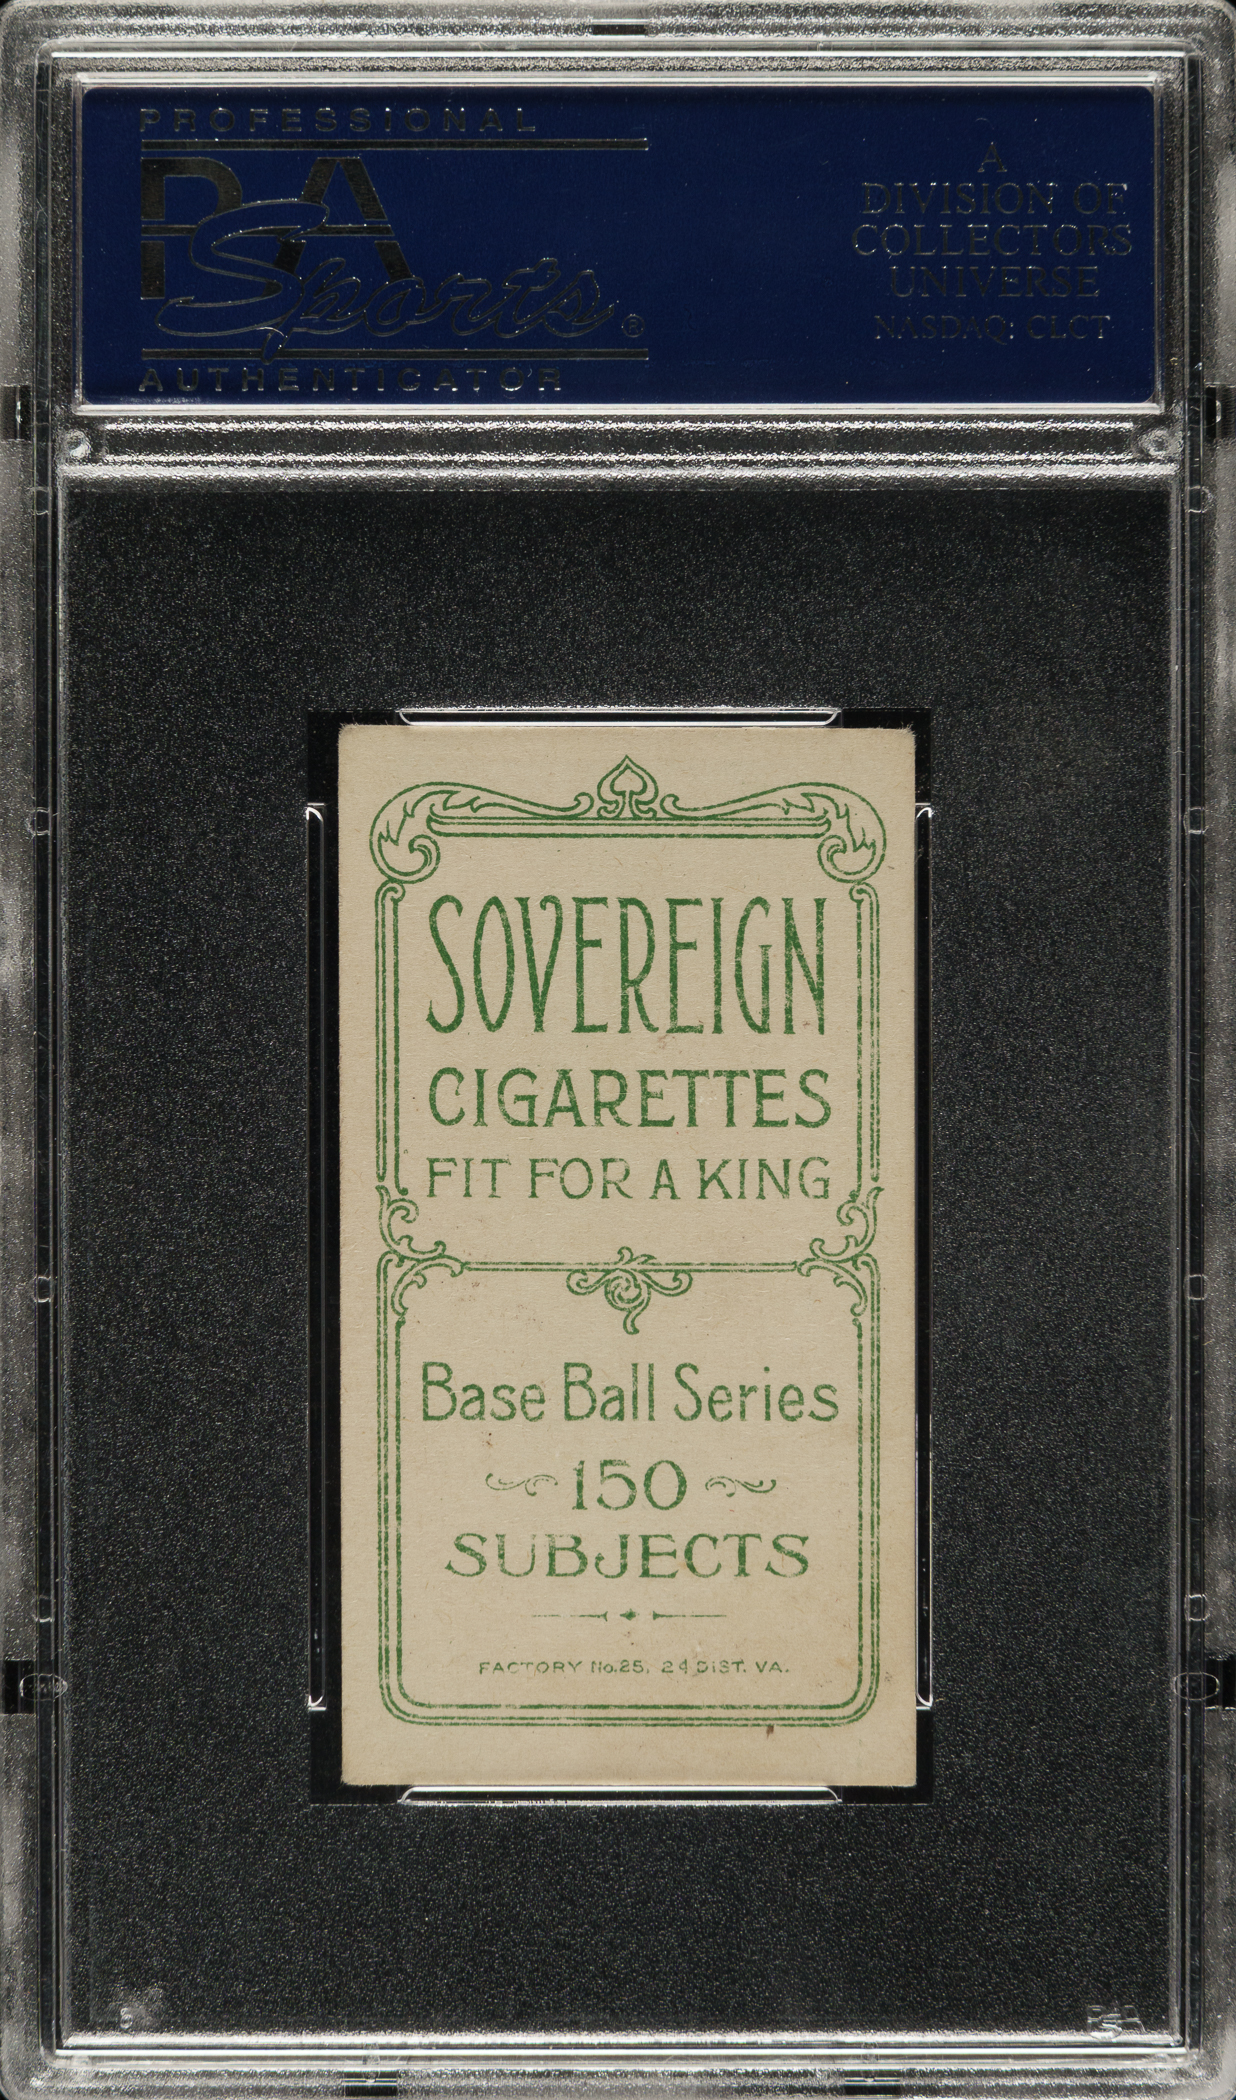 PROFESSIONAL
PSA
Sports ®
AUTHENTICATOR
A
DIVISION OF
COLLECTORS
UNIVERSE
NASDAQ: CLCT
SOVEREIGN
CIGARETTES
FIT FOR A KING
Base Ball Series
150
SUBJECTS
FACTORY No. 25, 24 DIST. VA.
PSA